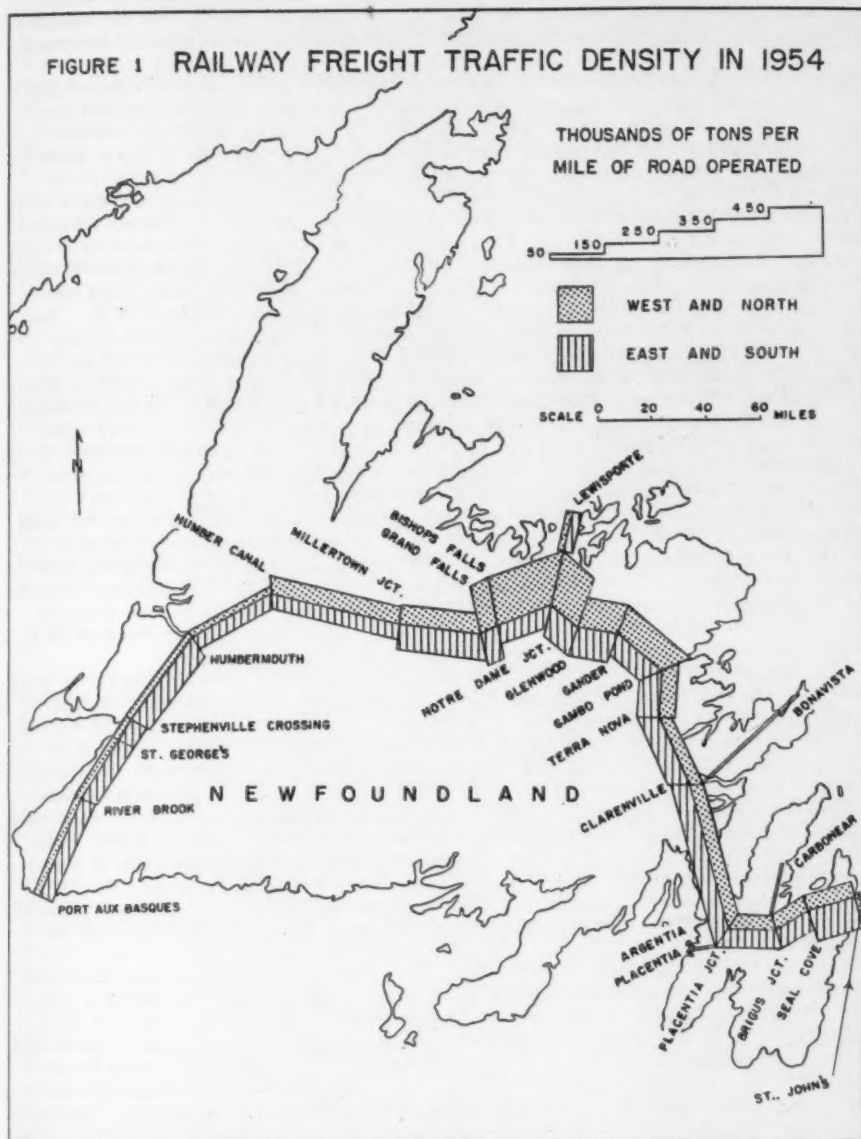 FIGURE 1 RAILWAY FREIGHT TRAFFIC DENSITY IN 1954
THOUSANDS OF TONS PER
MILE OF ROAD OPERATED
50 150 250 350 450
WEST AND NORTH
EAST AND SOUTH
SCALE 0 20 40 60 MILES
N
LEWISPORTE
BISHOPS FALLS
GRAND FALLS
MILLERTOWN JCT.
HUMBER CANAL
HUMBERMOUTH
STEPHENVILLE CROSSING
ST. GEORGE'S
RIVER BROOK
PORT AUX BASQUES
NEWFOUNDLAND
NOTRE DAME JCT.
GLENWOOD
GANDER
GAMBO POND
TERRA NOVA
BONAVISTA
CLARENVILLE
CARBONEAR
ARGENTIA
PLACENTIA
PLACENTIA JCT.
BRIGUS JCT.
SEAL COVE
ST. JOHN'S